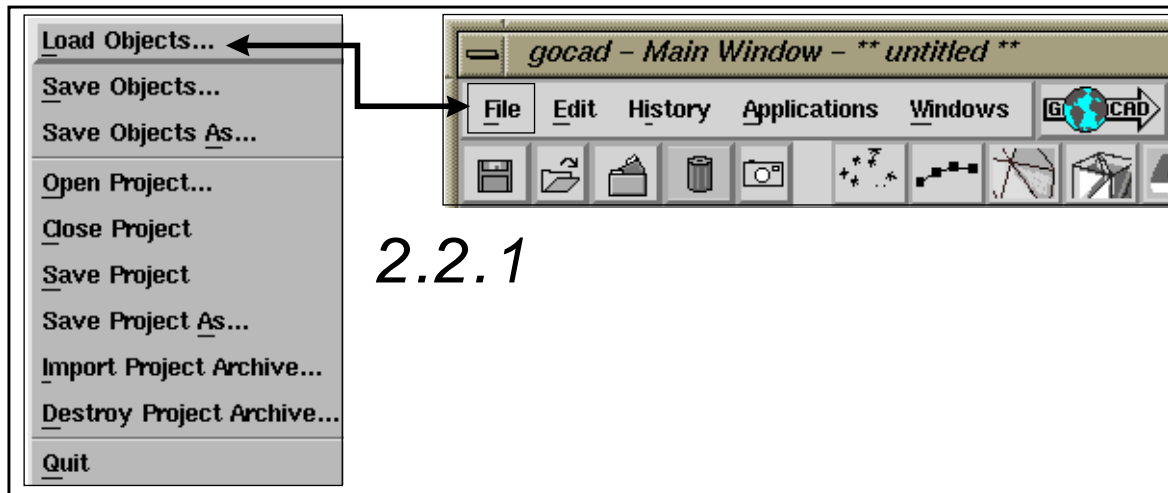 Load Objects...
Save Objects...
Save Objects As...
Open Project...
Close Project
Save Project
Save Project As...
Import Project Archive...
Destroy Project Archive...
Quit
gocad – Main Window – ** untitled **
File Edit History Applications Windows GOCAD
2.2.1